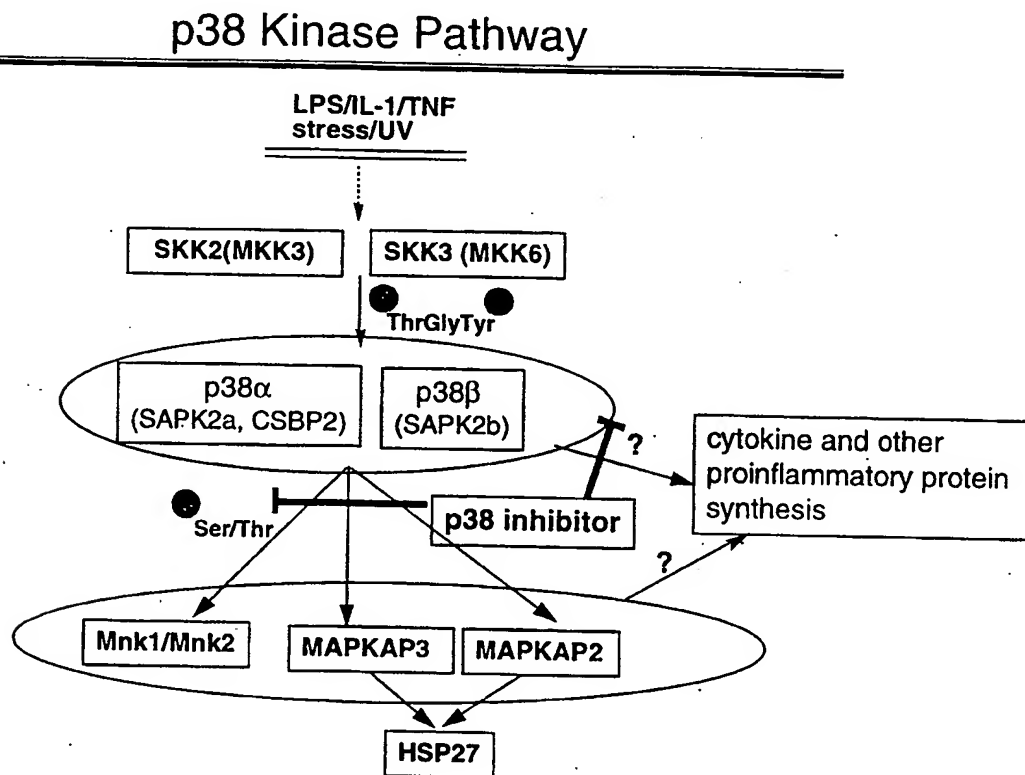 p38 Kinase Pathway
LPS/IL-1/TNF
stress/UV
SKK2(MKK3)
SKK3 (MKK6)
ThrGlyTyr
p38α
(SAPK2a, CSBP2)
p38β
(SAPK2b)
?
cytokine and other
proinflammatory protein
synthesis
Ser/Thr
p38 inhibitor
?
Mnk1/Mnk2
MAPKAP3
MAPKAP2
HSP27